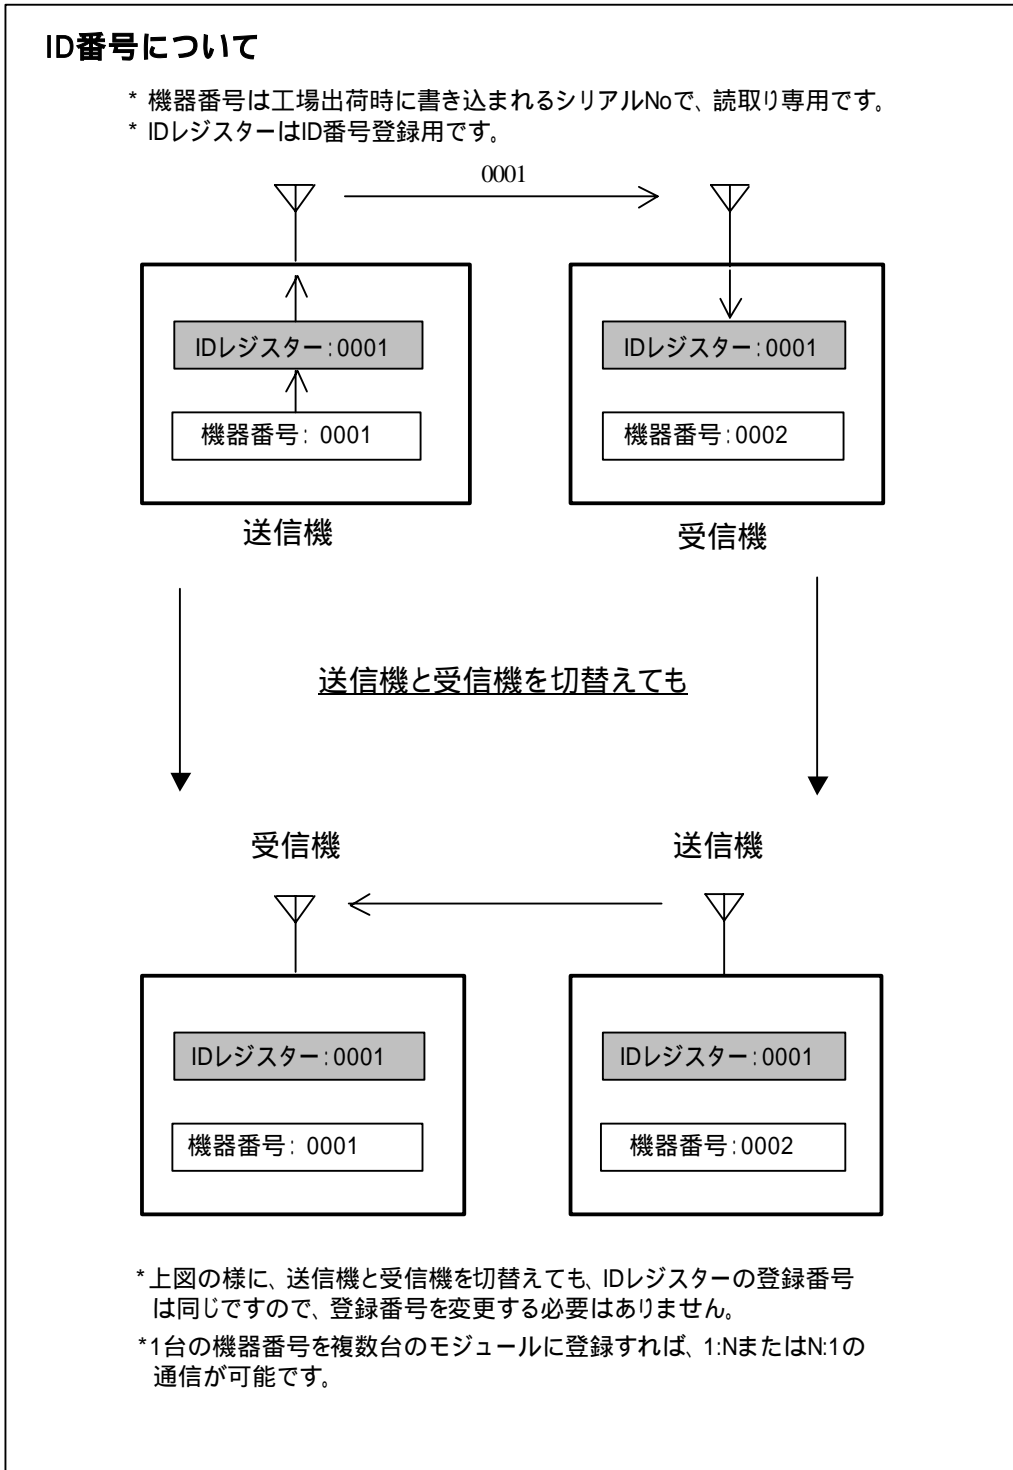 ID番号について
* 機器番号は工場出荷時に書き込まれるシリアルNoで、読取り専用です。
* IDレジスターはID番号登録用です。
0001
IDレジスター:0001
IDレジスター:0001
機器番号: 0001
機器番号:0002
送信機
受信機
送信機と受信機を切替えても
受信機
送信機
IDレジスター:0001
IDレジスター:0001
機器番号: 0001
機器番号:0002
*上図の様に、送信機と受信機を切替えても、IDレジスターの登録番号
は同じですので、登録番号を変更する必要はありません。
*1台の機器番号を複数台のモジュールに登録すれば、1:NまたはN:1の
通信が可能です。